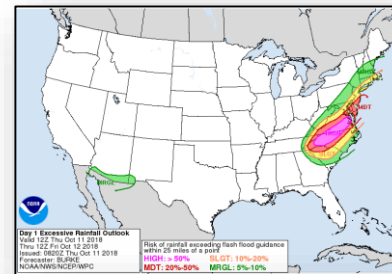 MDT
MRGL
noaa
Day 1 Excessive Rainfall Outlook
Valid 12Z Thu Oct 11 2018
Thru 12Z Fri Oct 12 2018
Issued: 0820Z Thu Oct 11 2018
Forecaster: BURKE
NOAA/NWS/NCEP/WPC
Risk of rainfall exceeding flash flood guidance
within 25 miles of a point
HIGH: > 50% SLGT: 10%-20%
MDT: 20%-50% MRGL: 5%-10%